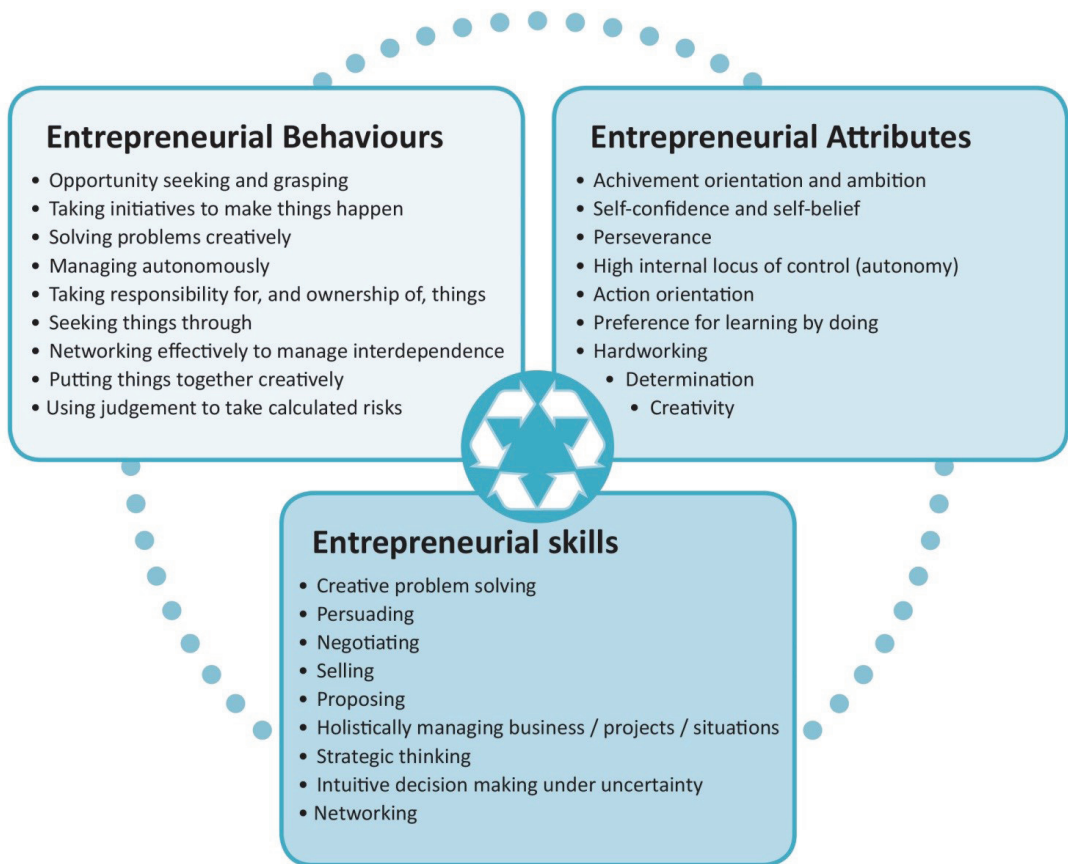 Entrepreneurial Behaviours
• Opportunity seeking and grasping
• Taking initiatives to make things happen
• Solving problems creatively
• Managing autonomously
• Taking responsibility for, and ownership of, things
• Seeking things through
• Networking effectively to manage interdependence
• Putting things together creatively
• Using judgement to take calculated risks
Entrepreneurial Attributes
• Achivement orientation and ambition
• Self-confidence and self-belief
• Perseverance
• High internal locus of control (autonomy)
• Action orientation
• Preference for learning by doing
• Hardworking
• Determination
• Creativity
Entrepreneurial skills
• Creative problem solving
• Persuading
• Negotiating
• Selling
• Proposing
• Holistically managing business / projects / situations
• Strategic thinking
• Intuitive decision making under uncertainty
• Networking